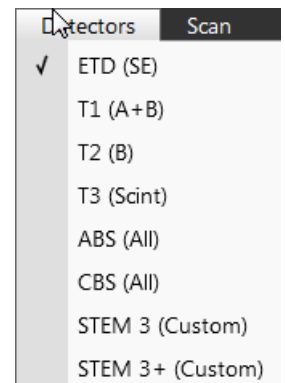 Detectors Scan
ETD (SE)
T1 (A+B)
T2 (B)
T3 (Scint)
ABS (All)
CBS (All)
STEM 3 (Custom)
STEM 3+ (Custom)